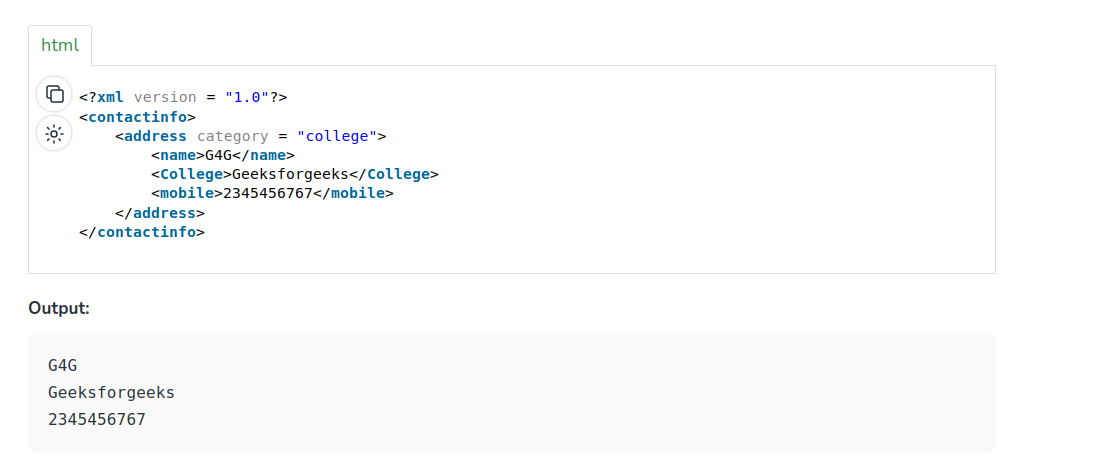 html
<?xml version = "1.0"?>
<contactinfo>
    <address category = "college">
        <name>G4G</name>
        <College>Geeksforgeeks</College>
        <mobile>2345456767</mobile>
    </address>
</contactinfo>
Output:
G4G
Geeksforgeeks
2345456767